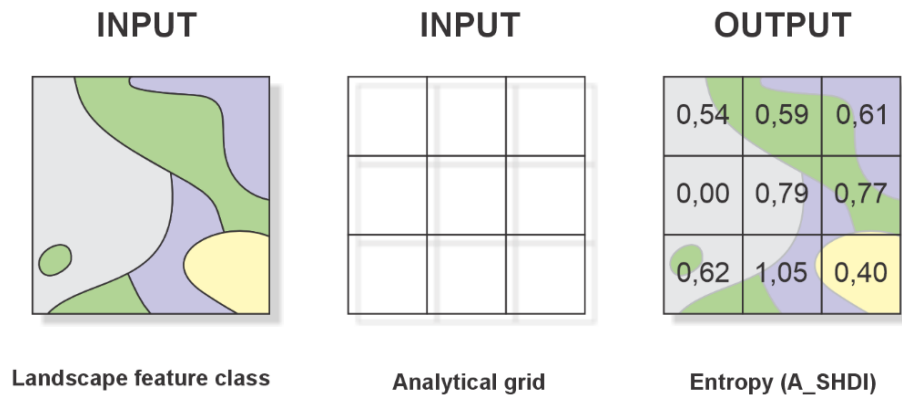 INPUT INPUT OUTPUT
0,54 0,59 0,61
0,00 0,79 0,77
0,62 1,05 0,40
Landscape feature class Analytical grid Entropy (A_SHDI)